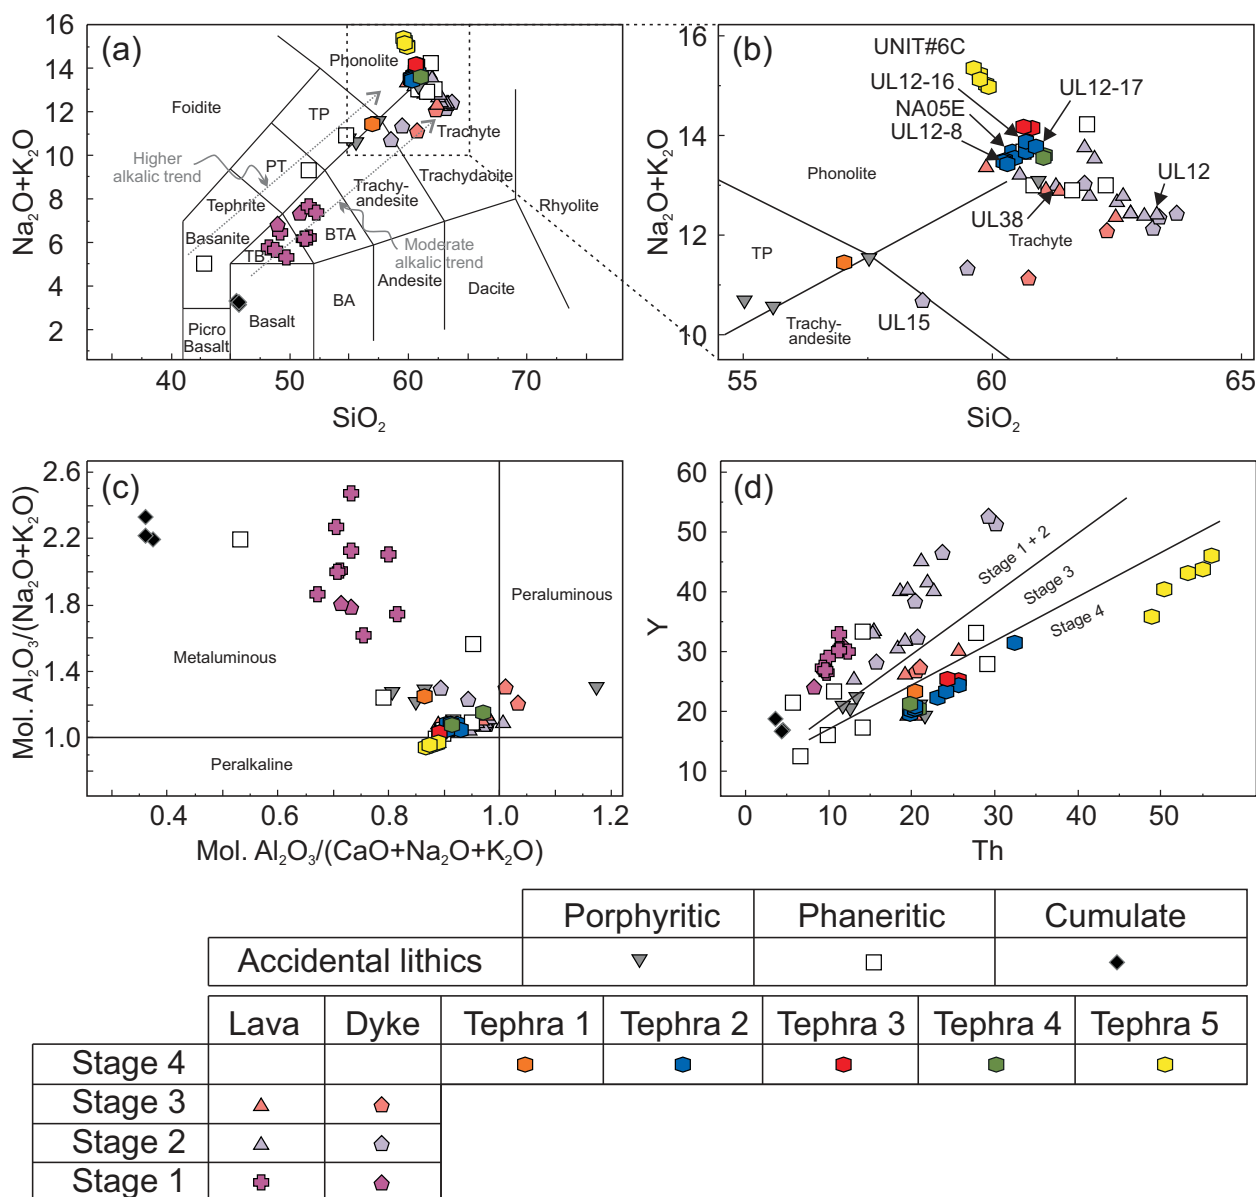 (a)
Na₂O+K₂O
16
14
12
10
8
6
4
2
Phonolite
Foidite
TP
Higher
alkalic trend
PT
Trachyte
Tephrite
Trachy-
andesite
Trachydacite
Rhyolite
Basanite
BTA
Moderate
alkalic trend
TB
Andesite
Dacite
BA
Basalt
Picro
Basalt
40
50
60
70
SiO₂
(b)
Na₂O+K₂O
16
14
12
10
UNIT#6C
UL12-16
UL12-17
NA05E
UL12-8
Phonolite
UL12
UL38
Trachyte
TP
Trachy-
andesite
UL15
55
60
65
SiO₂
(c)
Mol. Al₂O₃/(Na₂O+K₂O)
2.6
2.2
1.8
1.4
1.0
Peraluminous
Metaluminous
Peralkaline
0.4
0.6
0.8
1.0
1.2
Mol. Al₂O₃/(CaO+Na₂O+K₂O)
(d)
Y
60
50
40
30
20
10
Stage 1 + 2
Stage 3
Stage 4
0
10
20
30
40
50
Th
Porphyritic Phaneritic Cumulate
Accidental lithics
Lava Dyke Tephra 1 Tephra 2 Tephra 3 Tephra 4 Tephra 5
Stage 4
Stage 3
Stage 2
Stage 1